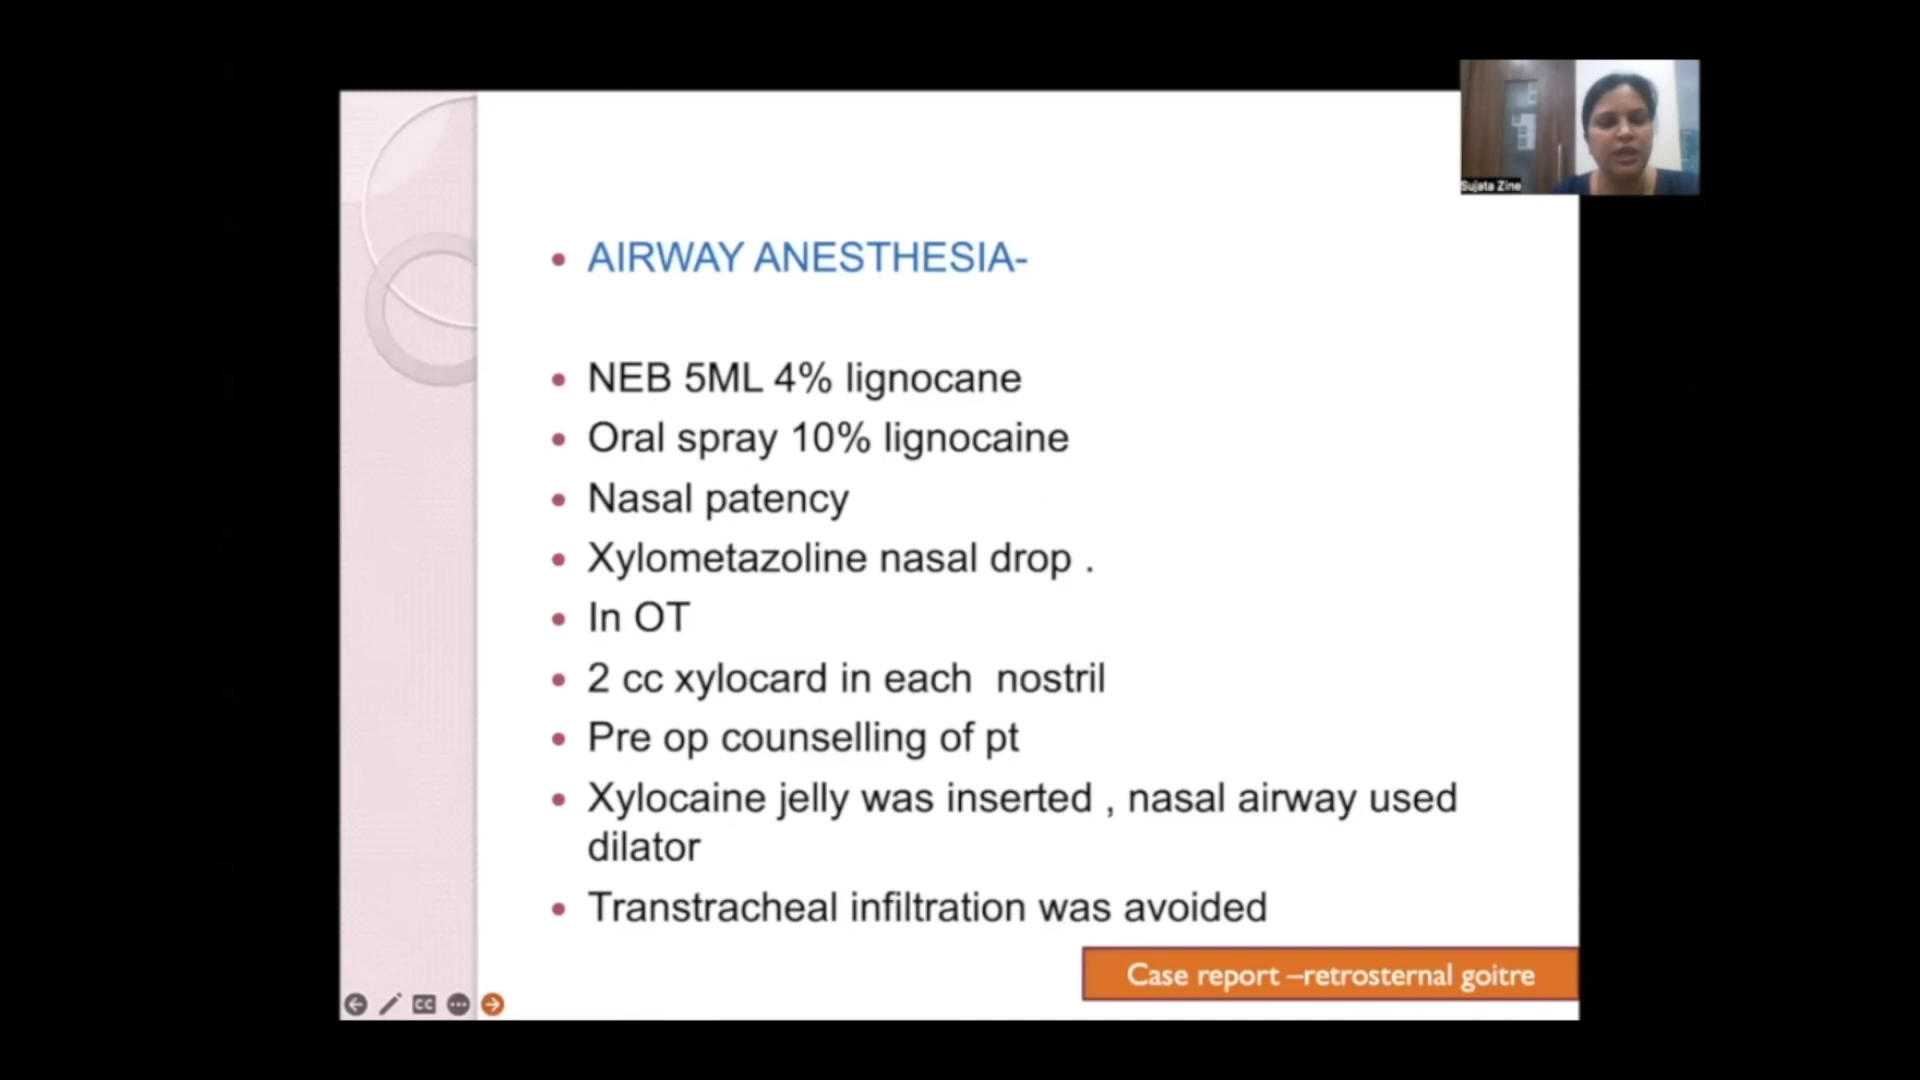 Sujata Zine
AIRWAY ANESTHESIA-
NEB 5ML 4% lignocane
Oral spray 10% lignocaine
Nasal patency
Xylometazoline nasal drop .
In OT
2 cc xylocard in each nostril
Pre op counselling of pt
Xylocaine jelly was inserted , nasal airway used
dilator
Transtracheal infiltration was avoided
Case report –retrosternal goitre
CC